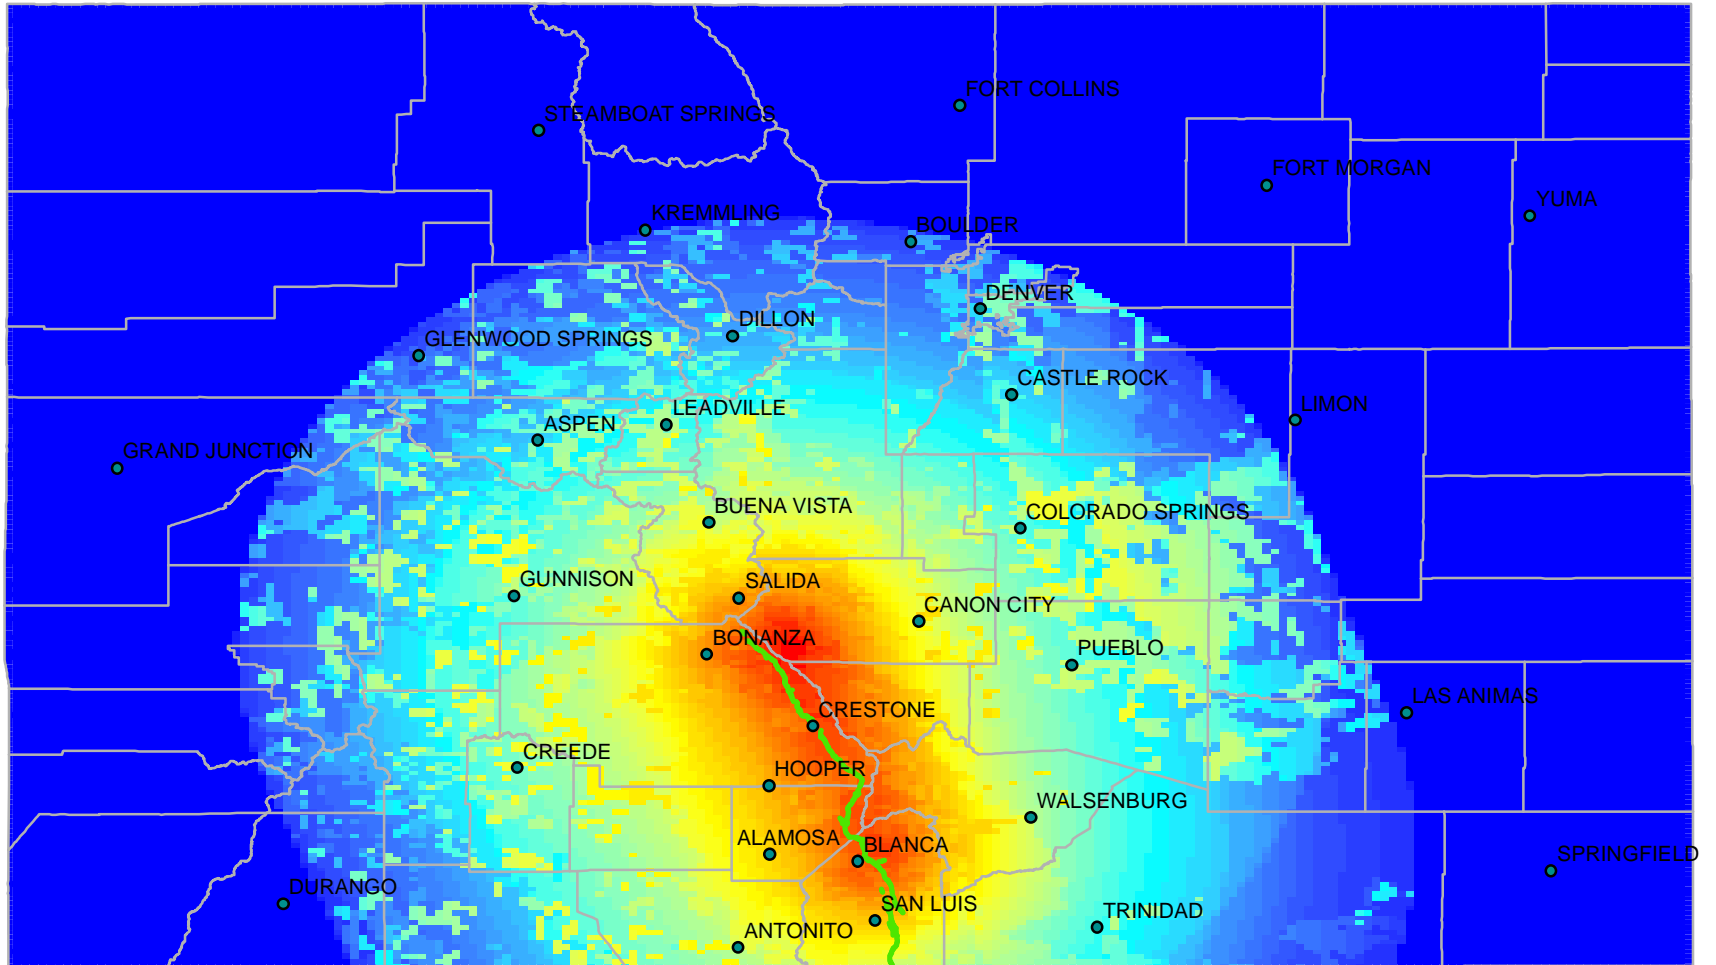 FORT COLLINS
STEAMBOAT SPRINGS
FORT MORGAN
YUMA
KREMMLING
BOULDER
DENVER
DILLON
GLENWOOD SPRINGS
CASTLE ROCK
LIMON
LEADVILLE
ASPEN
GRAND JUNCTION
BUENA VISTA
COLORADO SPRINGS
GUNNISON
SALIDA
CANON CITY
BONANZA
PUEBLO
LAS ANIMAS
CRESTONE
CREEDE
HOOPER
WALSENBURG
ALAMOSA
BLANCA
SPRINGFIELD
DURANGO
SAN LUIS
TRINIDAD
ANTONITO